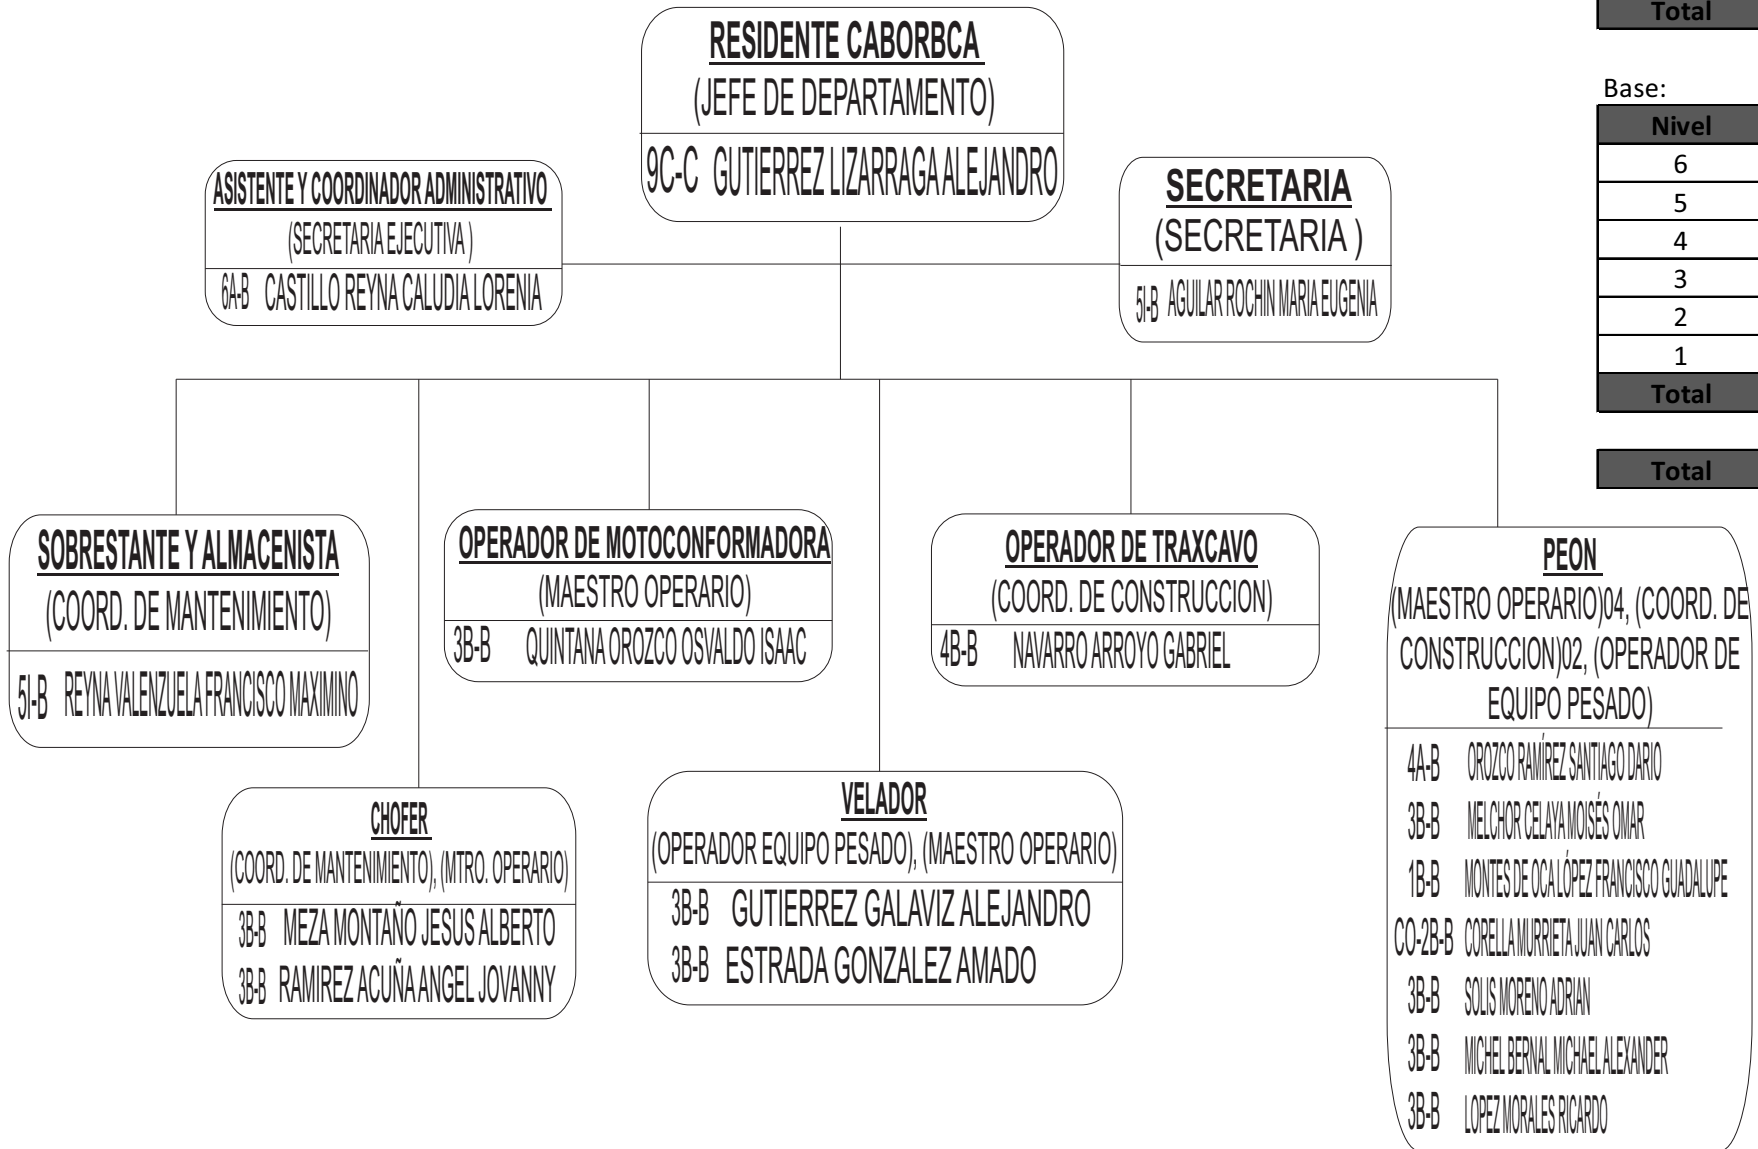 RESIDENTE CABORBCA
(JEFE DE DEPARTAMENTO)
9C-C GUTIERREZ LIZARRAGA ALEJANDRO
ASISTENTE Y COORDINADOR ADMINISTRATIVO
(SECRETARIA EJECUTIVA )
6A-B CASTILLO REYNA CALUDIA LORENIA
SECRETARIA
(SECRETARIA )
5I-B AGUILAR ROCHIN MARIA EUGENIA
SOBRESTANTE Y ALMACENISTA
(COORD. DE MANTENIMIENTO)
5I-B REYNA VALENZUELA FRANCISCO MAXIMINO
CHOFER
(COORD. DE MANTENIMIENTO), (MTRO. OPERARIO)
3B-B MEZA MONTAÑO JESUS ALBERTO
3B-B RAMIREZ ACUÑA ANGEL JOVANNY
OPERADOR DE MOTOCONFORMADORA
(MAESTRO OPERARIO)
3B-B QUINTANA OROZCO OSVALDO ISAAC
VELADOR
(OPERADOR EQUIPO PESADO), (MAESTRO OPERARIO)
3B-B GUTIERREZ GALAVIZ ALEJANDRO
3B-B ESTRADA GONZALEZ AMADO
OPERADOR DE TRAXCAVO
(COORD. DE CONSTRUCCION)
4B-B NAVARRO ARROYO GABRIEL
PEON
(MAESTRO OPERARIO)04, (COORD. DE
CONSTRUCCION)02, (OPERADOR DE
EQUIPO PESADO)
4A-B OROZCO RAMÍREZ SANTIAGO DARIO
3B-B MELCHOR CELAYA MOISÉS OMAR
1B-B MONTES DE OCA LÓPEZ FRANCISCO GUADALUPE
CO-2B-B CORELLA MURRIETA JUAN CARLOS
3B-B SOLIS MORENO ADRIAN
3B-B MICHEL BERNAL MICHAEL ALEXANDER
3B-B LOPEZ MORALES RICARDO
Total
Base:
Nivel
6
5
4
3
2
1
Total
Total